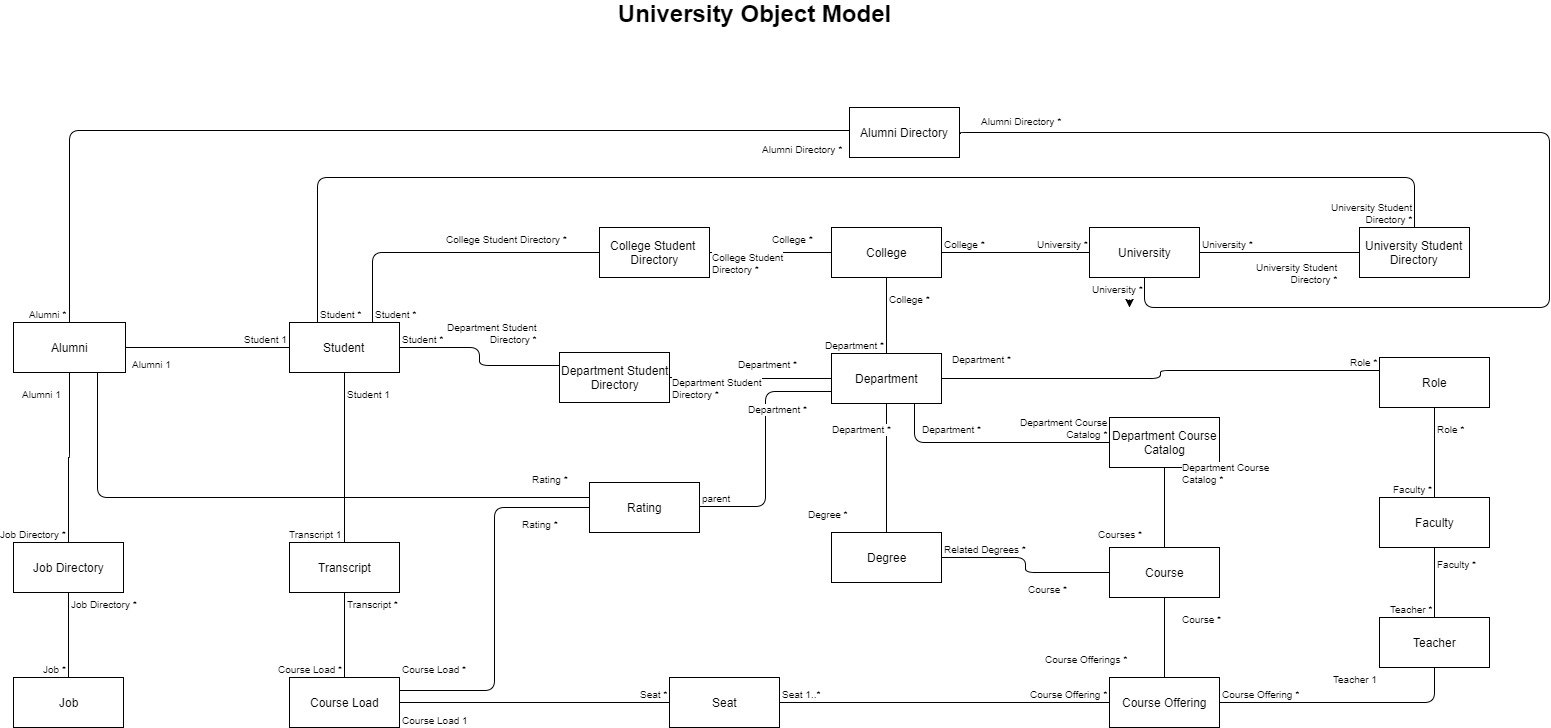 University Object Model
Alumni Directory *
Alumni Directory
Alumni Directory *
University Student
Directory *
College Student Directory *
College Student
Directory
College *
College Student
Directory *
College
College *
University *
University
University *
University Student
Directory *
University Student
Directory
University *
College *
Alumni *
Student *
Student *
Alumni
Alumni 1
Student 1
Student
Student *
Department Student
Directory *
Alumni 1
Student 1
Department Student
Directory
Department *
Department Student
Directory *
Department *
Department
Department *
Role *
Role
Department *
Department *
Department *
Department Course
Catalog *
Department Course
Catalog
Department Course
Catalog *
Role *
Rating *
Rating
parent
Rating *
Degree *
Courses *
Faculty *
Faculty
Faculty *
Job Directory *
Job Directory
Job Directory *
Transcript 1
Transcript
Transcript *
Degree
Related Degrees *
Course *
Course
Course *
Teacher *
Teacher
Teacher 1
Job *
Job
Course Load *
Course Load *
Course Load
Course Load 1
Seat *
Seat
Seat 1..*
Course Offerings *
Course Offering *
Course Offering
Course Offering *